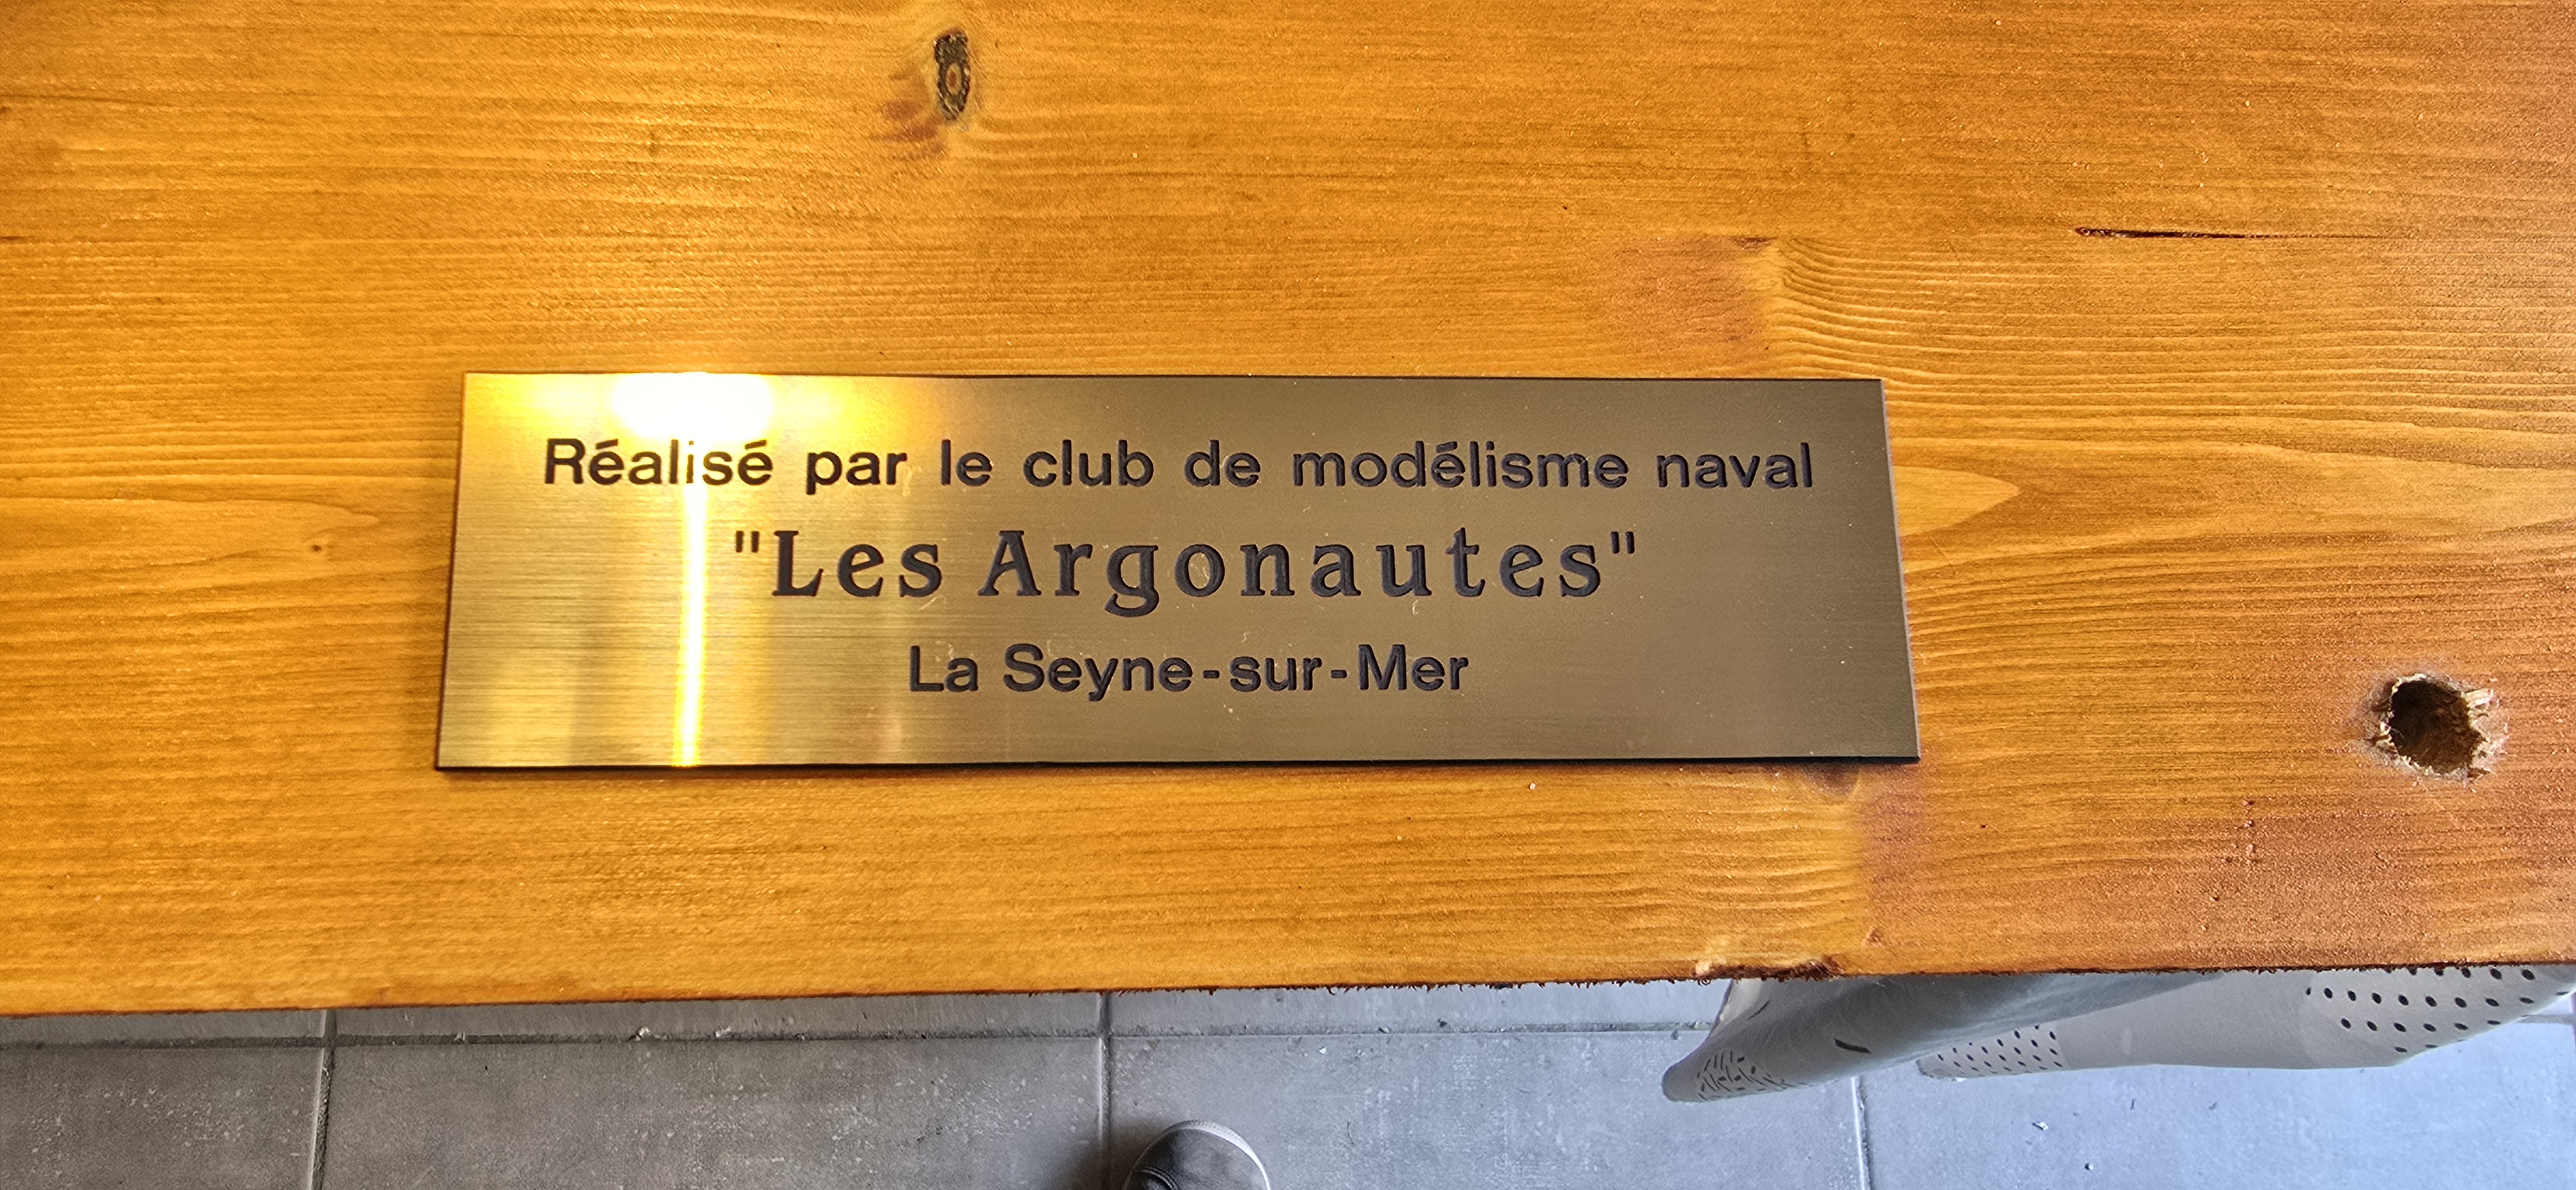 Réalisé par le club de modélisme naval
"Les Argonautes"
La Seyne-sur-Mer